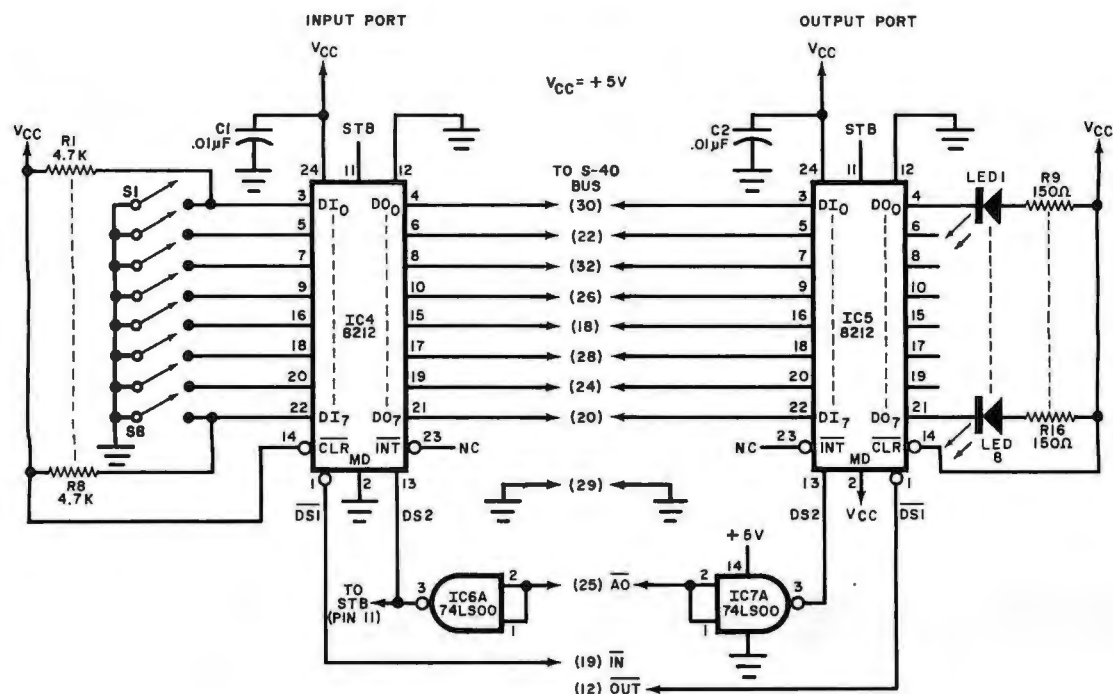 INPUT PORT
OUTPUT PORT
VCC
VCC
VCC = +5V
C1
.01µF
STB
C2
.01µF
STB
VCC
R1
4.7K
24
11
12
TO S-40
BUS
24
11
12
VCC
LED1
R9
150Ω
S1
3 DI0 DO0 4
(30)
3 DI0 DO0 4
5 6
(22)
5 6
7 8
(32)
7 8
9 10
(26)
9 10
IC4
8212
IC5
8212
16 15
(18)
16 15
18 17
(28)
18 17
20 19
(24)
20 19
S8
22 DI7 DO7 21
(20)
22 DI7 DO7 21
LED
8
R16
150Ω
14 CLR INT 23 NC
NC 23 INT CLR 14
MD
MD
R8
4.7K
1 2 13
(29)
13 2 1
DS1 DS2
DS2 VCC DS1
+5V
14
TO
STB
(PIN 11)
3 IC6A
74LS00
2
1
(25) AO
2
1
IC7A
74LS00
3
(19) IN
(12) OUT